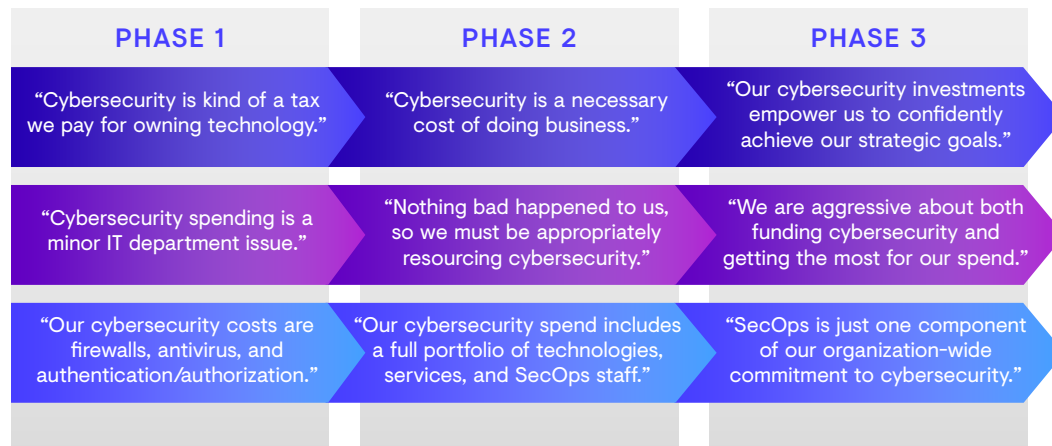 PHASE 1
PHASE 2
PHASE 3
“Cybersecurity is kind of a tax
we pay for owning technology.”
“Cybersecurity is a necessary
cost of doing business.”
“Our cybersecurity investments
empower us to confidently
achieve our strategic goals.”
“Cybersecurity spending is a
minor IT department issue.”
“Nothing bad happened to us,
so we must be appropriately
resourcing cybersecurity.”
“We are aggressive about both
funding cybersecurity and
getting the most for our spend.”
“Our cybersecurity costs are
firewalls, antivirus, and
authentication/authorization.”
“Our cybersecurity spend includes
a full portfolio of technologies,
services, and SecOps staff.”
“SecOps is just one component
of our organization-wide
commitment to cybersecurity.”